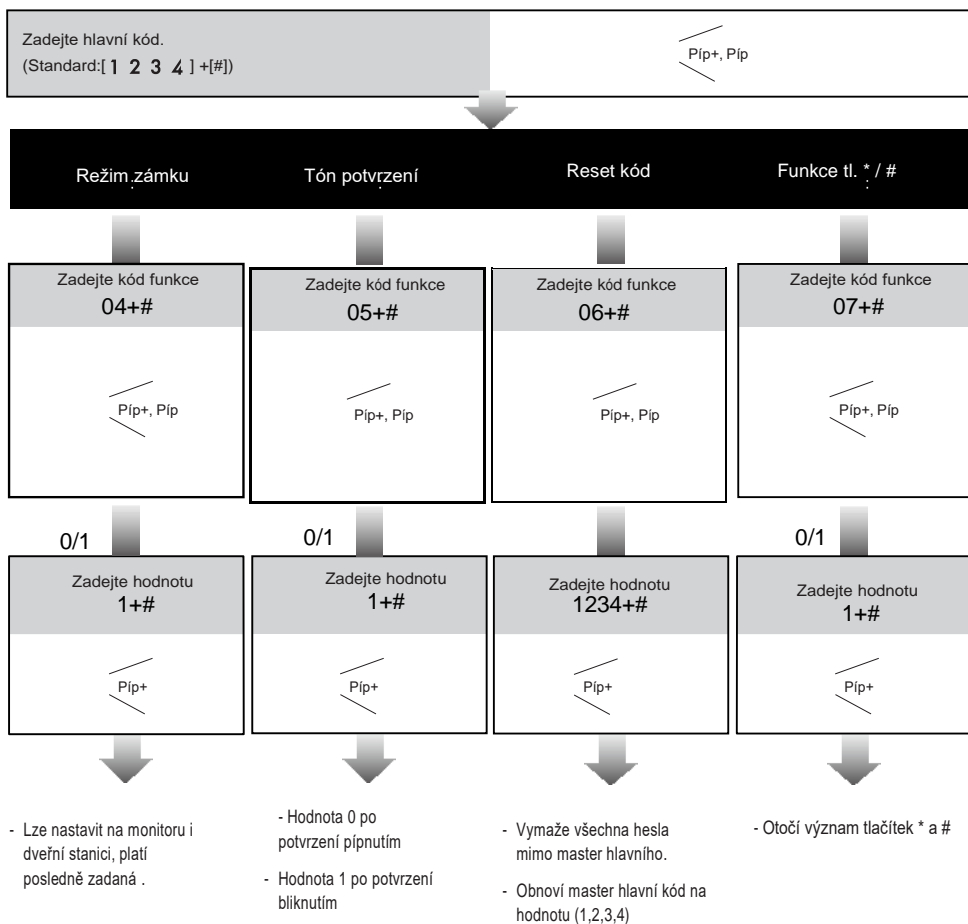 Zadejte hlavní kód.
(Standard:[ 1 2 3 4 ] +[#])
Píp+, Píp
Režim zámku
Tón potvrzení
Reset kód
Funkce tl. * / #
Zadejte kód funkce
04+#
Píp+, Píp
Zadejte kód funkce
05+#
Píp+, Píp
Zadejte kód funkce
06+#
Píp+, Píp
Zadejte kód funkce
07+#
Píp+, Píp
0/1
Zadejte hodnotu
1+#
Píp+
0/1
Zadejte hodnotu
1+#
Píp+
Zadejte hodnotu
1234+#
Píp+
0/1
Zadejte hodnotu
1+#
Píp+
- Lze nastavit na monitoru i
dveřní stanici, platí
posledně zadaná .
- Hodnota 0 po
potvrzení pípnutím
- Hodnota 1 po potvrzení
bliknutím
- Vymaže všechna hesla
mimo master hlavního.
- Obnoví master hlavní kód na
hodnotu (1,2,3,4)
- Otočí význam tlačítek * a #